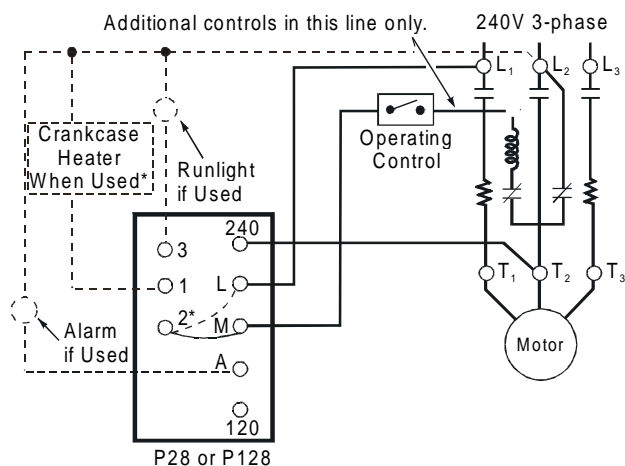 Additional controls in this line only.
240V 3-phase
L1
L2
L3
Operating
Control
Crankcase
Heater
When Used*
Runlight
if Used
240
3
L
1
2*
M
A
120
Alarm
if Used
T1
T2
T3
Motor
P28 or P128